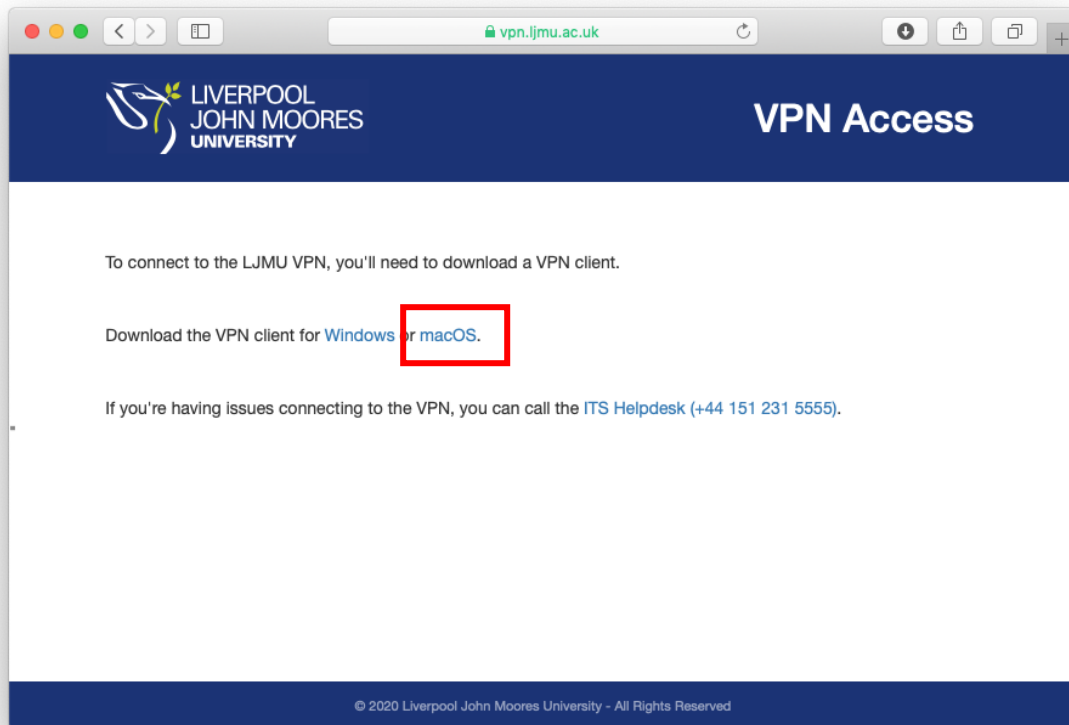 vpn.ljmu.ac.uk
LIVERPOOL
JOHN MOORES
UNIVERSITY
VPN Access
To connect to the LJMU VPN, you'll need to download a VPN client.
Download the VPN client for Windows or macOS.
If you're having issues connecting to the VPN, you can call the ITS Helpdesk (+44 151 231 5555).
© 2020 Liverpool John Moores University - All Rights Reserved